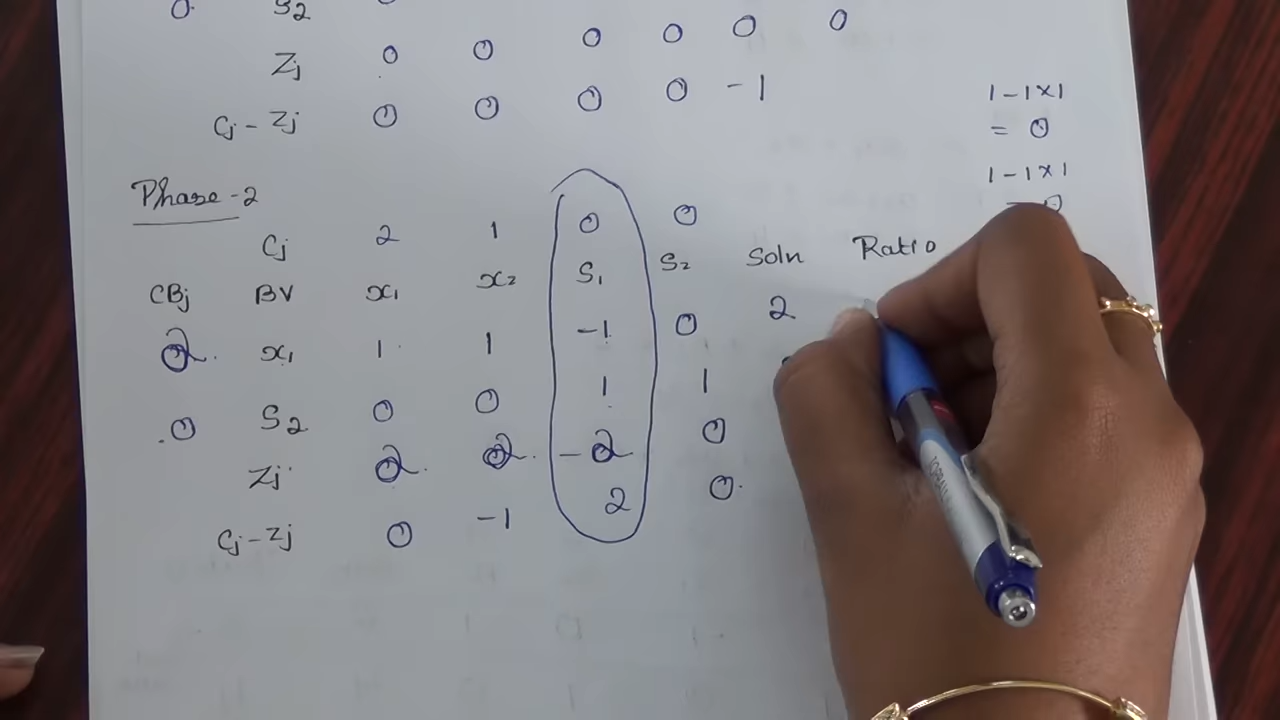 0 S2
Zj 0 0 0 0 0 0
Cj - Zj 0 0 0 0 -1
1 - 1 x 1
= 0
1 - 1 x 1
= 0
Phase - 2
Cj 2 1 0 0
CBj BV x1 x2 S1 S2 Soln Ratio
2 x1 1 1 -1 0 2
0 S2 0 0 1 1
Zj 2 2 -2 0
Cj - Zj 0 -1 2 0